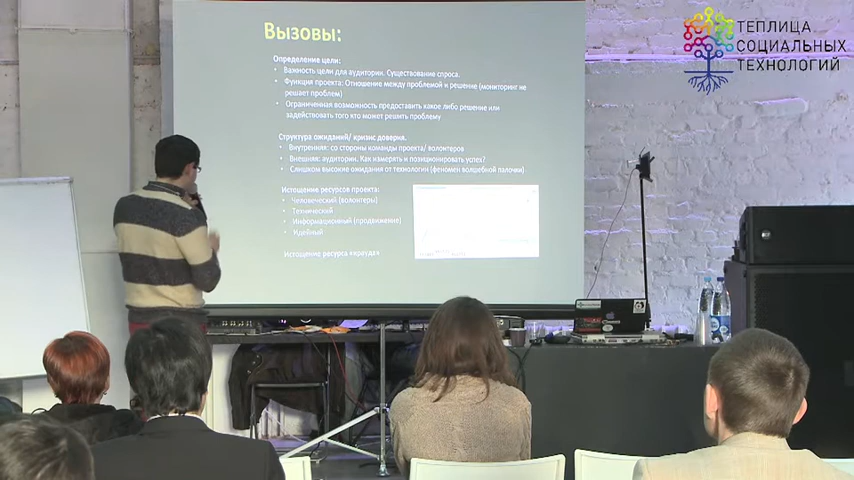 Вызовы:
Определение цели:
• Важность цели для аудитории. Существование спроса.
• Функция проекта: Отношение между проблемой и решение (мониторинг не
решает проблем)
• Ограниченная возможность предоставить какое либо решение или
задействовать того кто может решить проблему
Структура ожиданий/ кризис доверия.
• Внутренняя: со стороны команды проекта/ волонтеров
• Внешняя: аудитории. Как измерять и позиционировать успех?
• Слишком высокие ожидания от технологии (феномен волшебной палочки)
Истощение ресурсов проекта:
• Человеческий (волонтеры)
• Технический
• Информационный (продвижение)
• Идейный
Истощение ресурса «крауда»
ТЕПЛИЦА
СОЦИАЛЬНЫХ
ТЕХНОЛОГИЙ